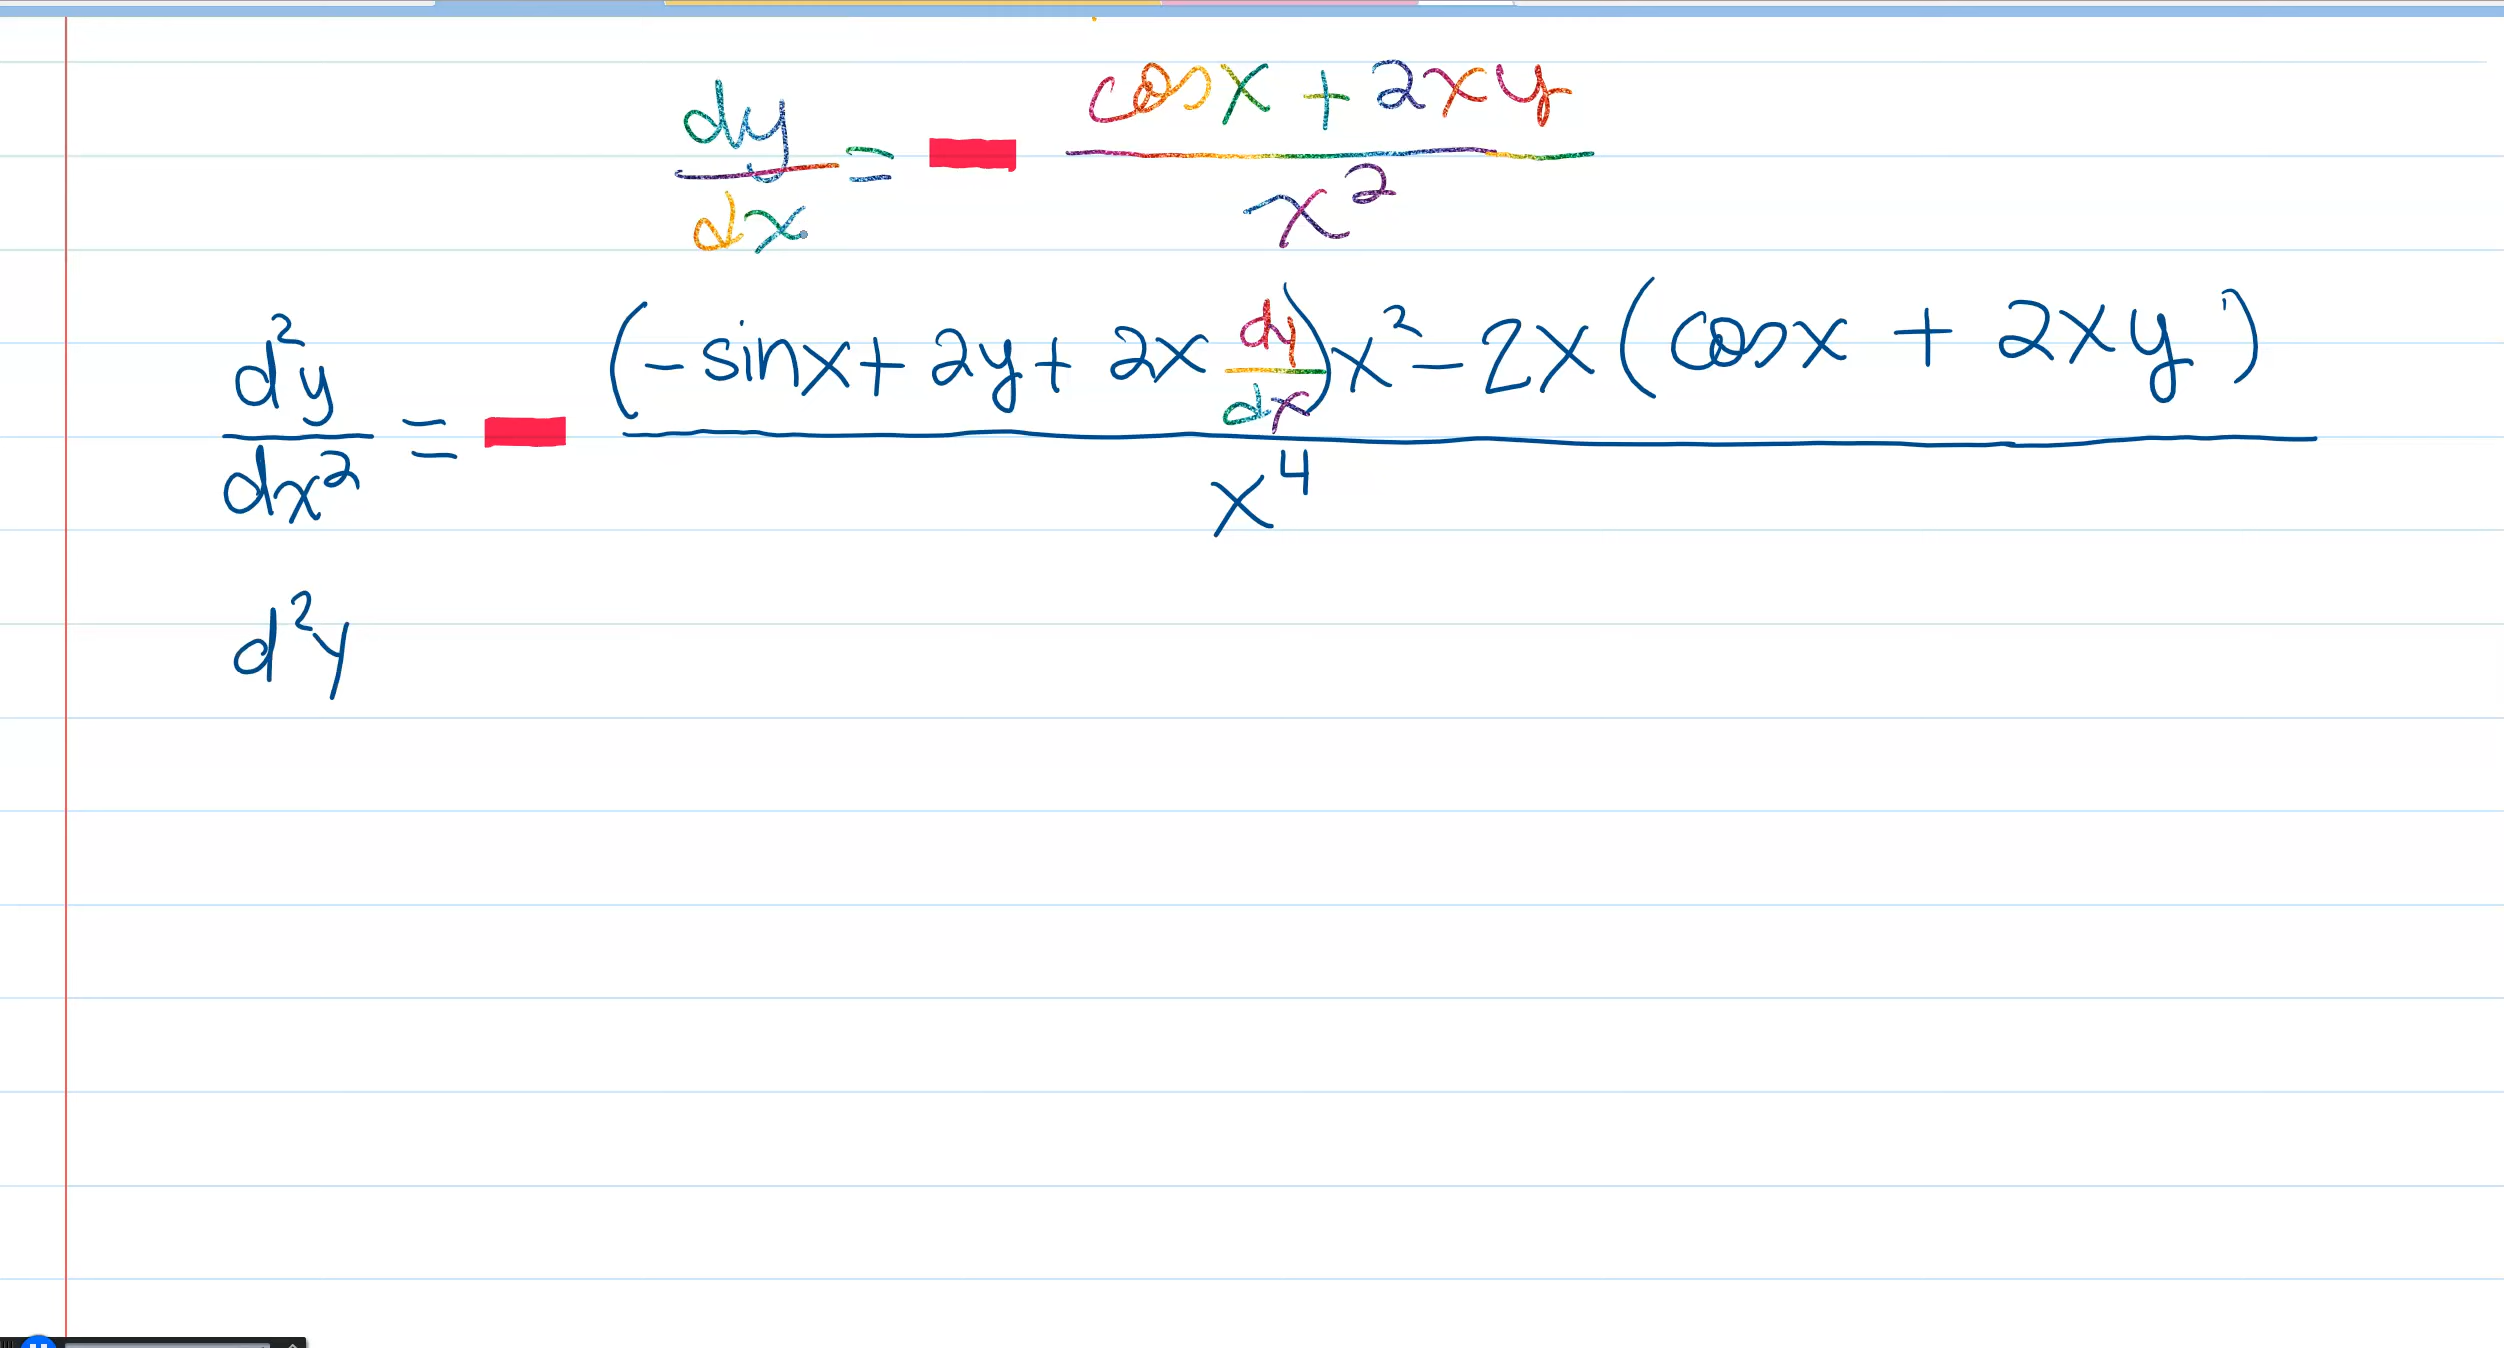 dy/dx = - (cosx + 2xy)/x²
d²y/dx² = - ((-sinx + 2y + 2x dy/dx)x² - 2x(cosx + 2xy))/x⁴
d²y